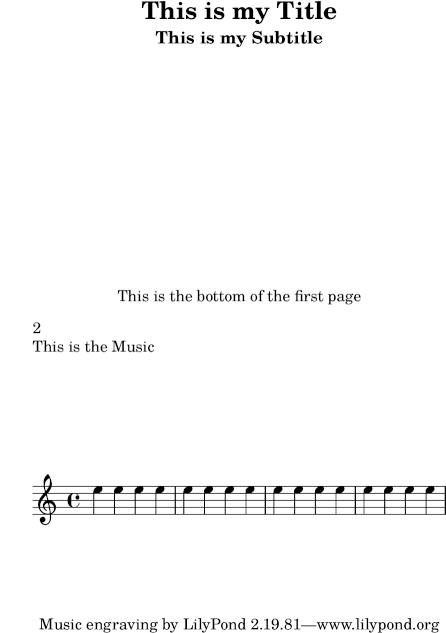 This is my Title
This is my Subtitle
This is the bottom of the first page
2
This is the Music
Music engraving by LilyPond 2.19.81—www.lilypond.org